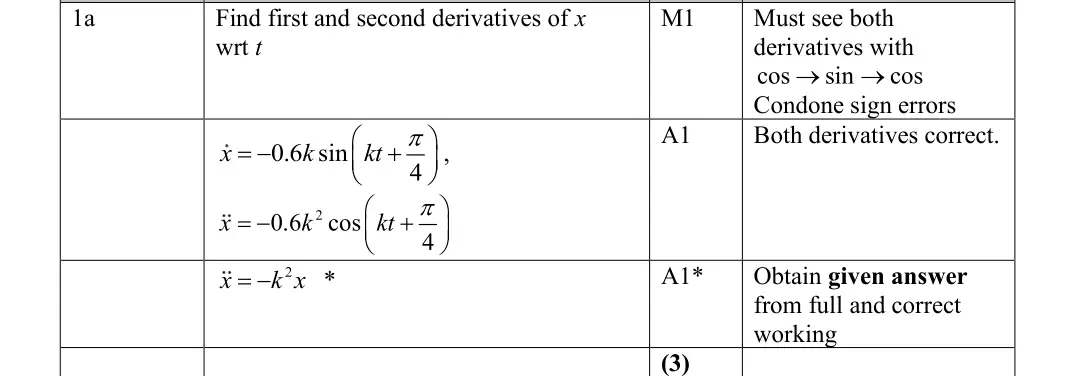 1a Find first and second derivatives of x M1 Must see both
wrt t derivatives with
cos → sin → cos
Condone sign errors
ẋ = −0.6k sin(kt + π/4), A1 Both derivatives correct.
ẍ = −0.6k² cos(kt + π/4)
ẍ = −k²x * A1* Obtain given answer
from full and correct
working
(3)